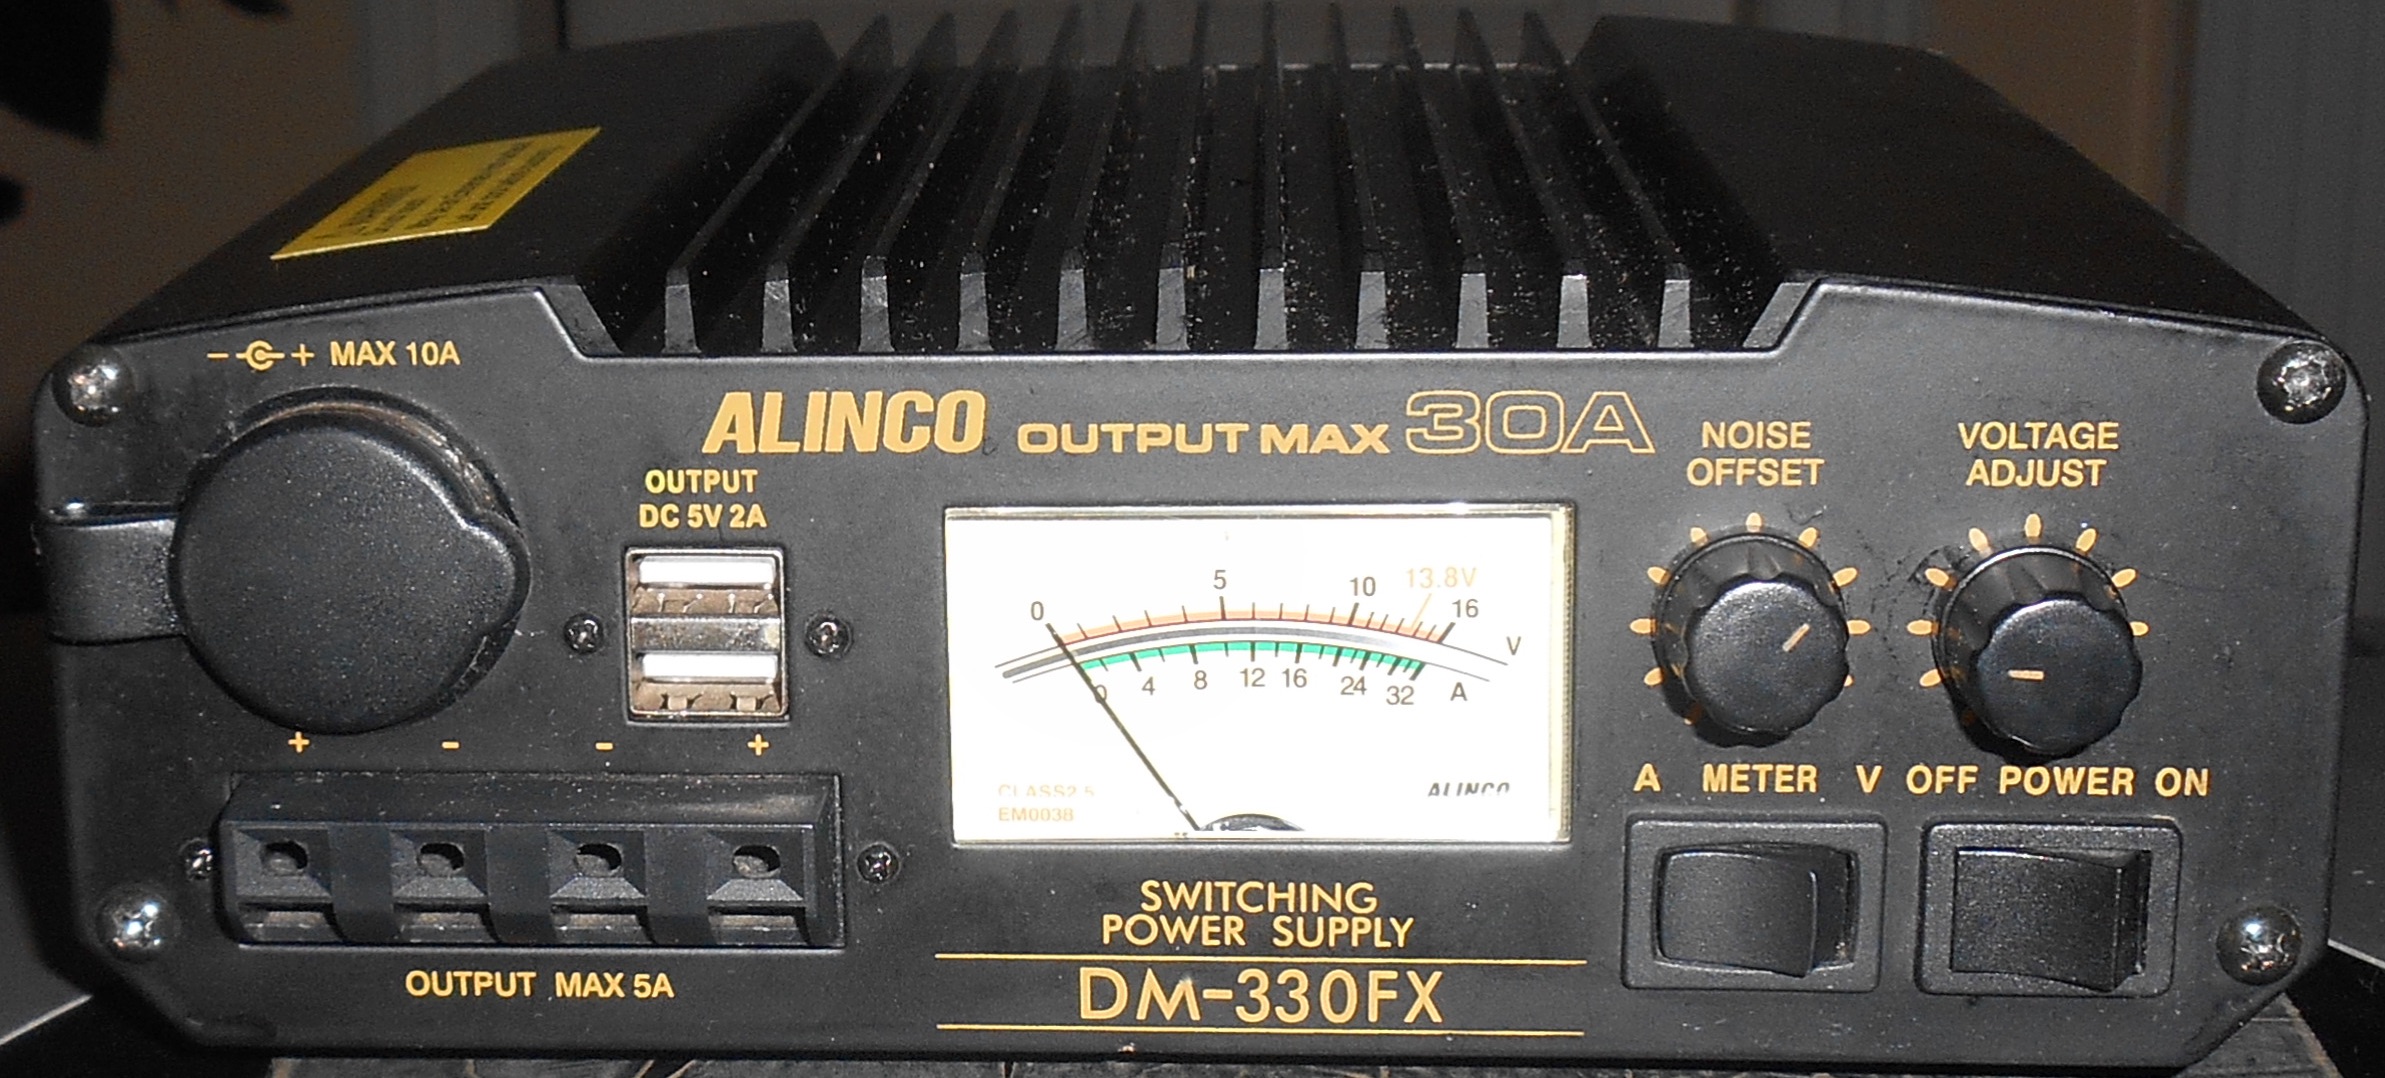 - + MAX 10A
ALINCO OUTPUT MAX 30A
NOISE
OFFSET
VOLTAGE
ADJUST
OUTPUT
DC 5V 2A
0 5 10 13.8V 16 V
0 4 8 12 16 24 32 A
CLASS2.5
EM0038
ALINCO
+ - - +
OUTPUT MAX 5A
A METER V
OFF POWER ON
SWITCHING
POWER SUPPLY
DM-330FX